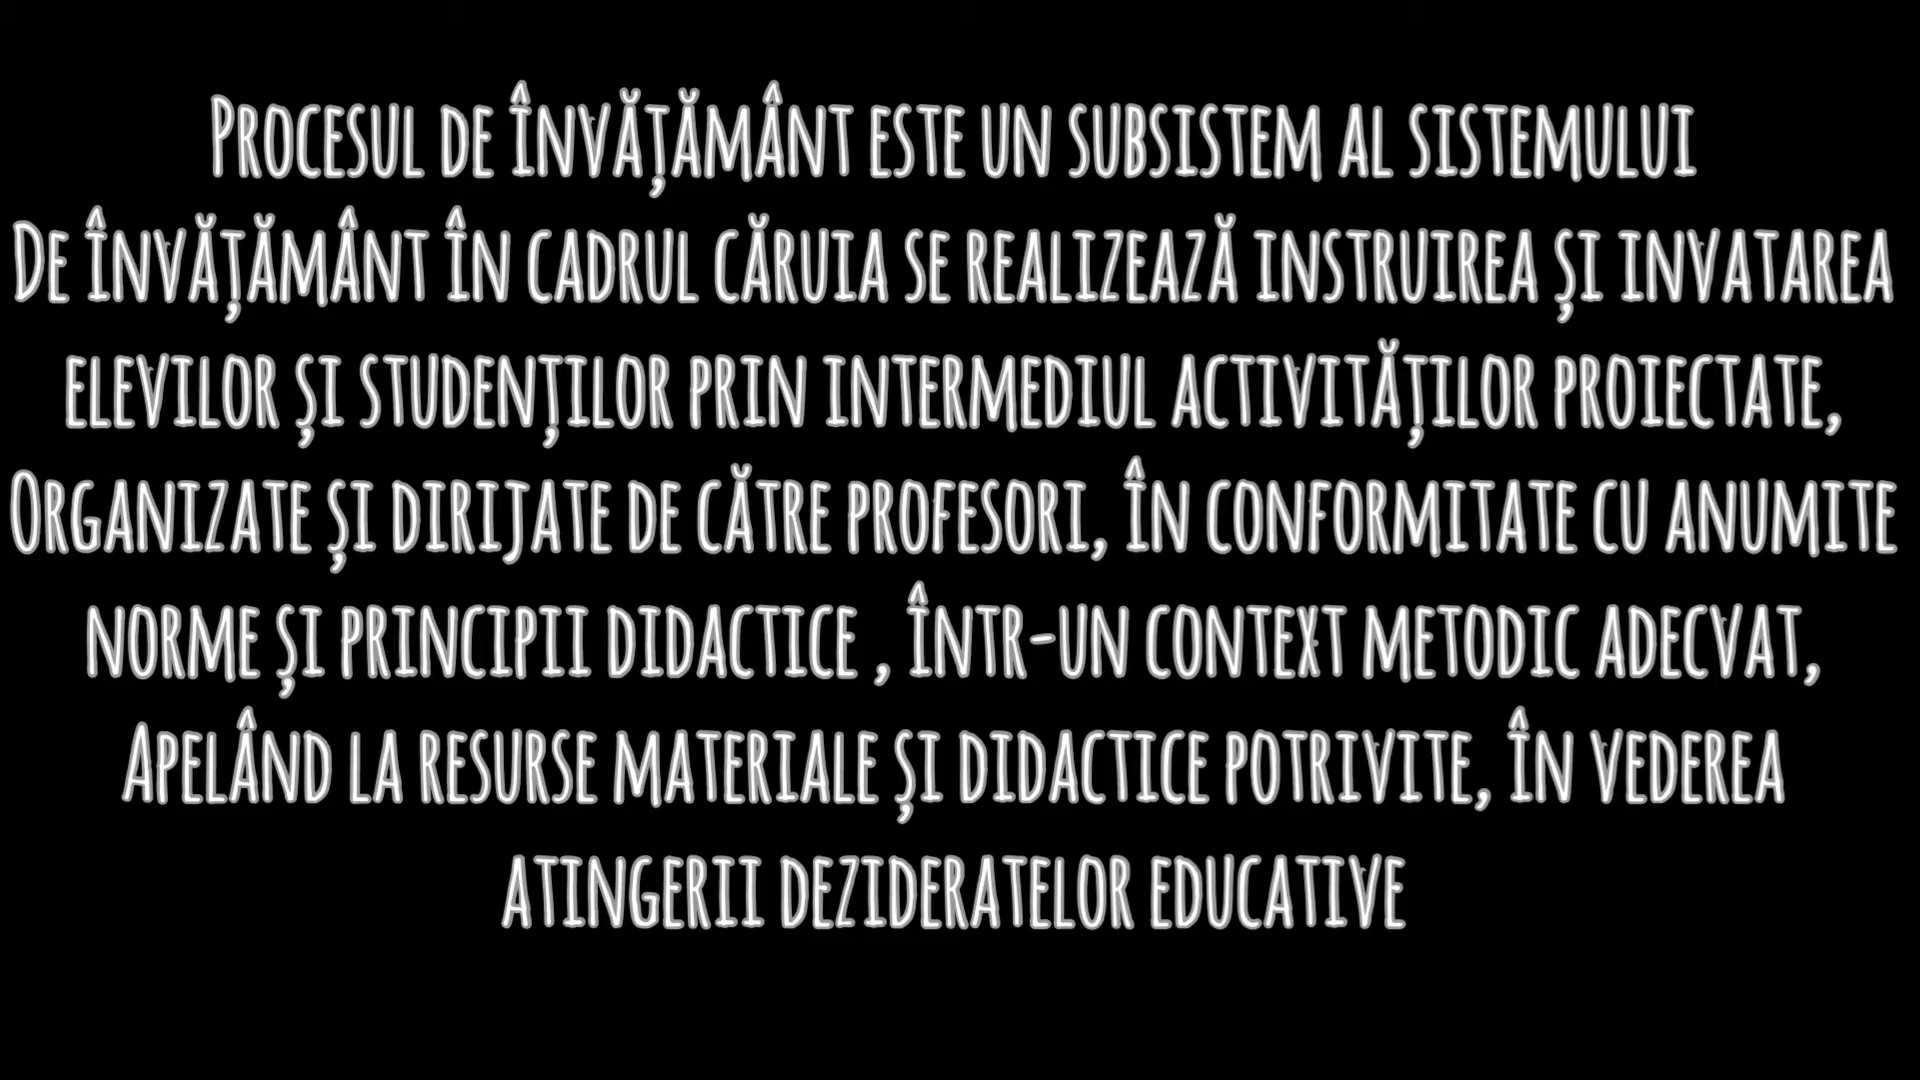 Procesul de învățământ este un subsistem al sistemului
De învățământ în cadrul căruia se realizează instruirea și invatarea
elevilor și studenților prin intermediul activităților proiectate,
Organizate și dirijate de către profesori, în conformitate cu anumite
norme și principii didactice , într-un context metodic adecvat,
Apelând la resurse materiale și didactice potrivite, în vederea
atingerii dezideratelor educative